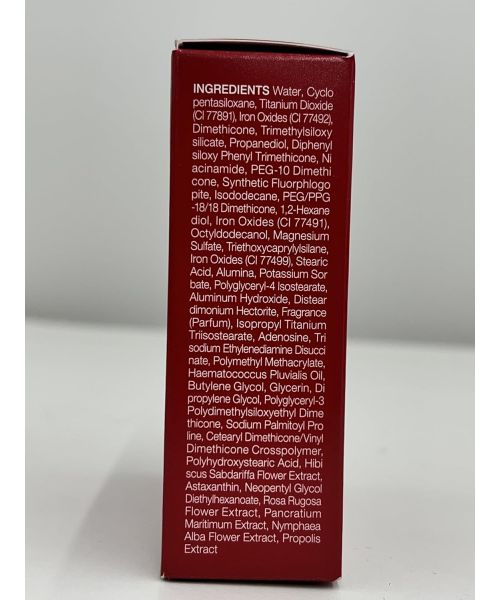 INGREDIENTS Water, Cyclo
pentasiloxane, Titanium Dioxide
(CI 77891), Iron Oxides (CI 77492),
Dimethicone, Trimethylsiloxy
silicate, Propanediol, Diphenyl
siloxy Phenyl Trimethicone, Ni
acinamide, PEG-10 Dimethi
cone, Synthetic Fluorphlogo
pite, Isododecane, PEG/PPG
-18/18 Dimethicone, 1,2-Hexane
diol, Iron Oxides (CI 77491),
Octyldodecanol, Magnesium
Sulfate, Triethoxycaprylylsilane,
Iron Oxides (CI 77499), Stearic
Acid, Alumina, Potassium Sor
bate, Polyglyceryl-4 Isostearate,
Aluminum Hydroxide, Distear
dimonium Hectorite, Fragrance
(Parfum), Isopropyl Titanium
Triisostearate, Adenosine, Tri
sodium Ethylenediamine Disucci
nate, Polymethyl Methacrylate,
Haematococcus Pluvialis Oil,
Butylene Glycol, Glycerin, Di
propylene Glycol, Polyglyceryl-3
Polydimethylsiloxyethyl Dime
thicone, Sodium Palmitoyl Pro
line, Cetearyl Dimethicone/Vinyl
Dimethicone Crosspolymer,
Polyhydroxystearic Acid, Hibi
scus Sabdariffa Flower Extract,
Astaxanthin, Neopentyl Glycol
Diethylhexanoate, Rosa Rugosa
Flower Extract, Pancratium
Maritimum Extract, Nymphaea
Alba Flower Extract, Propolis
Extract